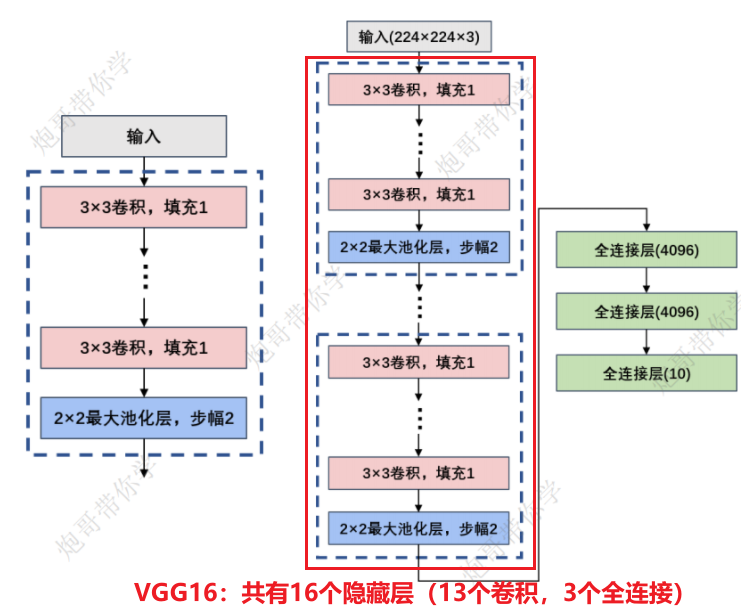 输入
3×3卷积，填充1
3×3卷积，填充1
2×2最大池化层，步幅2
输入(224×224×3)
3×3卷积，填充1
3×3卷积，填充1
2×2最大池化层，步幅2
3×3卷积，填充1
3×3卷积，填充1
2×2最大池化层，步幅2
全连接层(4096)
全连接层(4096)
全连接层(10)
VGG16：共有16个隐藏层（13个卷积，3个全连接）
炮哥带你学
炮哥带你学
炮哥带你学
炮哥带你学
炮哥带你学
炮哥带你学